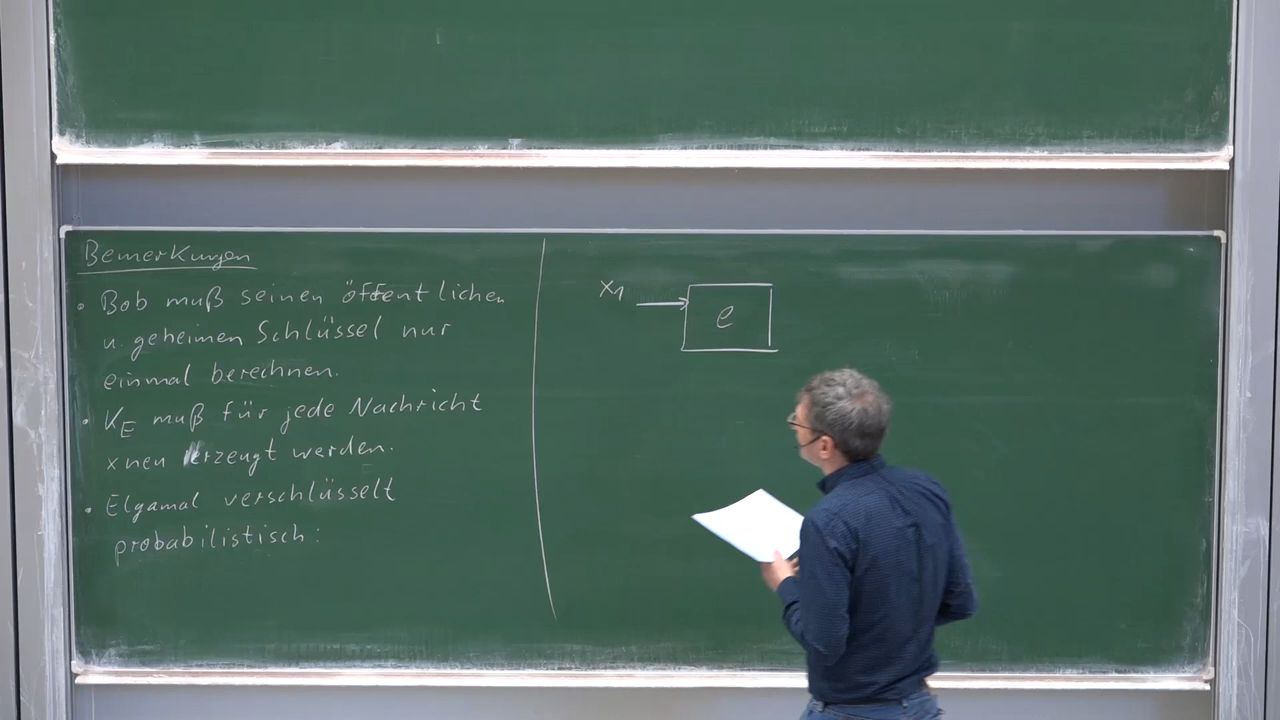 Bemerkungen
• Bob muß seinen öffentlichen
u. geheimen Schlüssel nur
einmal berechnen.
• K_E muß für jede Nachricht
x neu erzeugt werden.
• Elgamal verschlüsselt
probabilistisch:
x₁
e